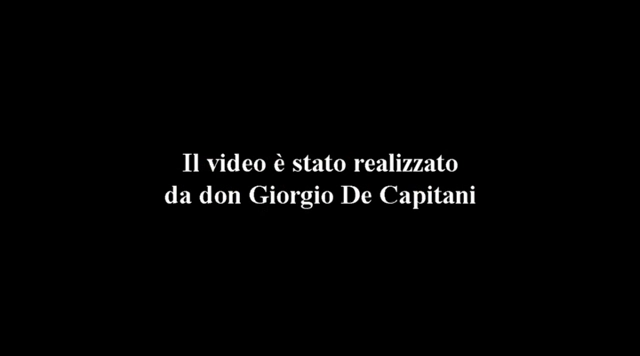 Il video è stato realizzato
da don Giorgio De Capitani